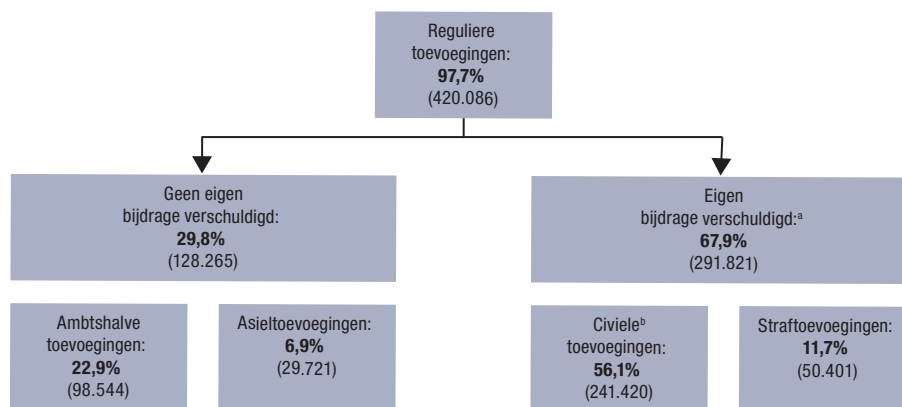 Reguliere
toevoegingen:
97,7%
(420.086)
Geen eigen
bijdrage verschuldigd:
29,8%
(128.265)
Eigen
bijdrage verschuldigd:ª
67,9%
(291.821)
Ambtshalve
toevoegingen:
22,9%
(98.544)
Asieltoevoegingen:
6,9%
(29.721)
Civieleᵇ
toevoegingen:
56,1%
(241.420)
Straftoevoegingen:
11,7%
(50.401)